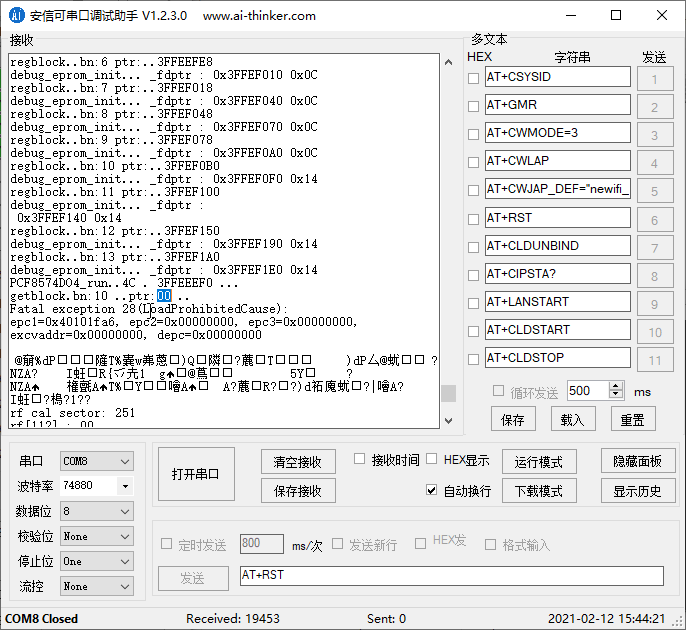 安信可串口调试助手 V1.2.3.0    www.ai-thinker.com
接收
regblock..bn:6 ptr:..3FFEEFE8
debug_eprom_init... _fdptr : 0x3FFEF010 0x0C
regblock..bn:7 ptr:..3FFEF018
debug_eprom_init... _fdptr : 0x3FFEF040 0x0C
regblock..bn:8 ptr:..3FFEF048
debug_eprom_init... _fdptr : 0x3FFEF070 0x0C
regblock..bn:9 ptr:..3FFEF078
debug_eprom_init... _fdptr : 0x3FFEF0A0 0x0C
regblock..bn:10 ptr:..3FFEF0B0
debug_eprom_init... _fdptr : 0x3FFEF0F0 0x14
regblock..bn:11 ptr:..3FFEF100
debug_eprom_init... _fdptr :
0x3FFEF140 0x14
regblock..bn:12 ptr:..3FFEF150
debug_eprom_init... _fdptr : 0x3FFEF190 0x14
regblock..bn:13 ptr:..3FFEF1A0
debug_eprom_init... _fdptr : 0x3FFEF1E0 0x14
PCF8574D04_run..4C . 3FFEEEF0 ...
getblock.bn:10 ..ptr:00 ..
Fatal exception 28(LoadProhibitedCause):
epc1=0x40101fa6, epc2=0x00000000, epc3=0x00000000,
excvaddr=0x00000000, depc=0x00000000
rf cal sector: 251
rf[112] : 00
多文本
HEX 字符串 发送
AT+CSYSID 1
AT+GMR 2
AT+CWMODE=3 3
AT+CWLAP 4
AT+CWJAP_DEF="newifi_ 5
AT+RST 6
AT+CLDUNBIND 7
AT+CIPSTA? 8
AT+LANSTART 9
AT+CLDSTART 10
AT+CLDSTOP 11
循环发送 500 ms
保存 载入 重置
串口 COM8
波特率 74880
数据位 8
校验位 None
停止位 One
流控 None
打开串口
清空接收 接收时间 HEX显示 运行模式 隐藏面板
保存接收 自动换行 下载模式 显示历史
定时发送 800 ms/次 发送新行 HEX发 格式输入
发送 AT+RST
COM8 Closed Received: 19453 Sent: 0 2021-02-12 15:44:21